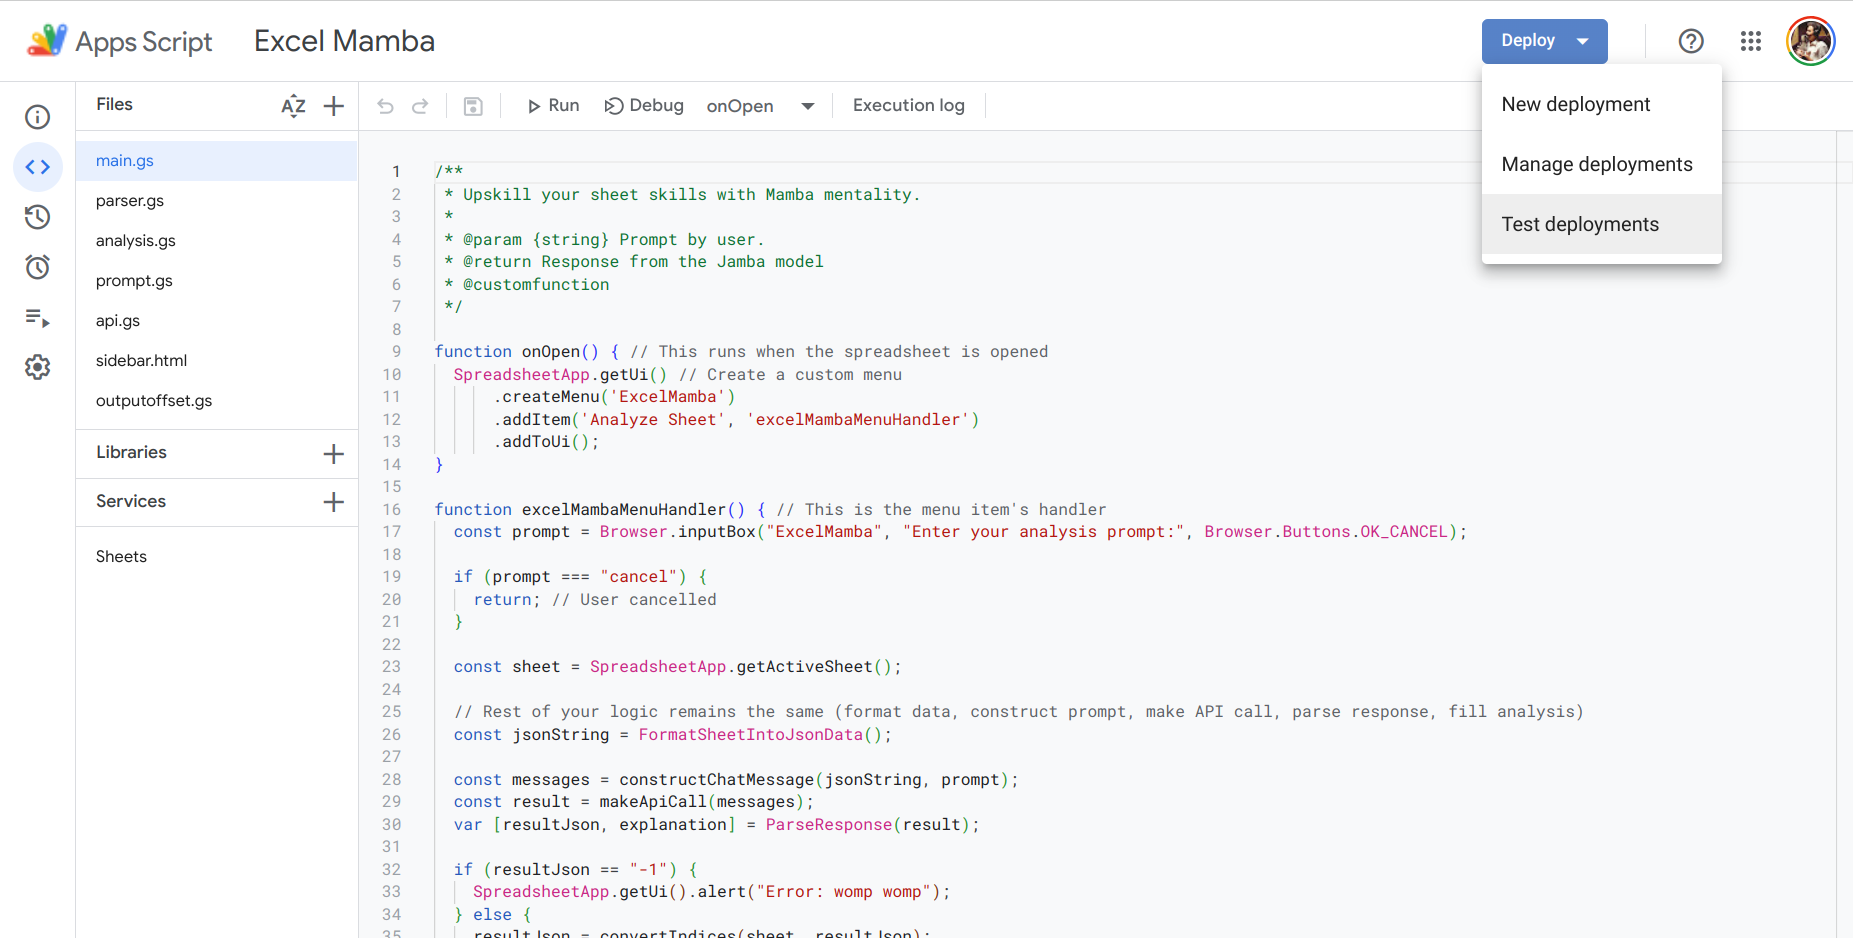 Apps Script
Excel Mamba
Deploy
New deployment
Manage deployments
Test deployments
Files
AZ
main.gs
parser.gs
analysis.gs
prompt.gs
api.gs
sidebar.html
outputoffset.gs
Libraries
Services
Sheets
Run
Debug
onOpen
Execution log
1 /**
2  * Upskill your sheet skills with Mamba mentality.
3  *
4  * @param {string} Prompt by user.
5  * @return Response from the Jamba model
6  * @customfunction
7  */
8
9 function onOpen() { // This runs when the spreadsheet is opened
10   SpreadsheetApp.getUi() // Create a custom menu
11       .createMenu('ExcelMamba')
12       .addItem('Analyze Sheet', 'excelMambaMenuHandler')
13       .addToUi();
14 }
15
16 function excelMambaMenuHandler() { // This is the menu item's handler
17   const prompt = Browser.inputBox("ExcelMamba", "Enter your analysis prompt:", Browser.Buttons.OK_CANCEL);
18
19   if (prompt === "cancel") {
20     return; // User cancelled
21   }
22
23   const sheet = SpreadsheetApp.getActiveSheet();
24
25   // Rest of your logic remains the same (format data, construct prompt, make API call, parse response, fill analysis)
26   const jsonString = FormatSheetIntoJsonData();
27
28   const messages = constructChatMessage(jsonString, prompt);
29   const result = makeApiCall(messages);
30   var [resultJson, explanation] = ParseResponse(result);
31
32   if (resultJson == "-1") {
33     SpreadsheetApp.getUi().alert("Error: womp womp");
34   } else {
35     resultJson = convertIndices(sheet, resultJson);